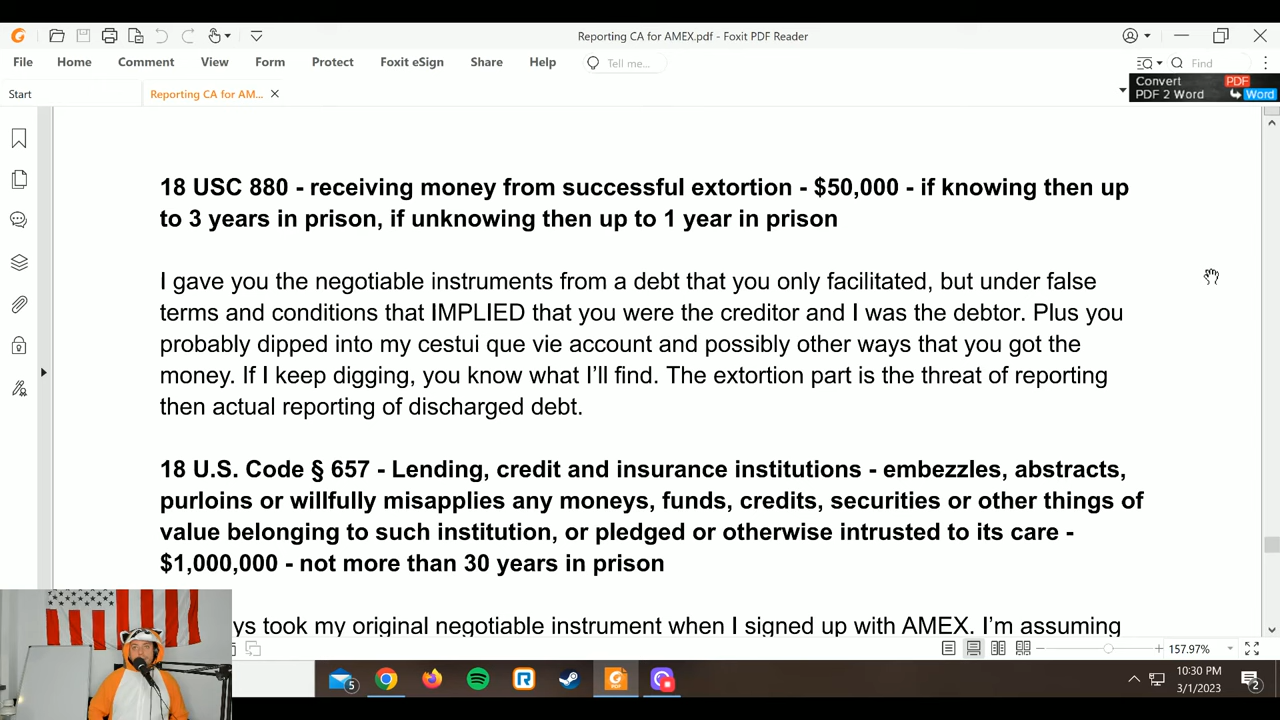 Reporting CA for AMEX.pdf - Foxit PDF Reader
File Home Comment View Form Protect Foxit eSign Share Help Tell me... Find
Start Reporting CA for AM...
Convert PDF
PDF 2 Word Word
18 USC 880 - receiving money from successful extortion - $50,000 - if knowing then up
to 3 years in prison, if unknowing then up to 1 year in prison
I gave you the negotiable instruments from a debt that you only facilitated, but under false
terms and conditions that IMPLIED that you were the creditor and I was the debtor. Plus you
probably dipped into my cestui que vie account and possibly other ways that you got the
money. If I keep digging, you know what I'll find. The extortion part is the threat of reporting
then actual reporting of discharged debt.
18 U.S. Code § 657 - Lending, credit and insurance institutions - embezzles, abstracts,
purloins or willfully misapplies any moneys, funds, credits, securities or other things of
value belonging to such institution, or pledged or otherwise intrusted to its care -
$1,000,000 - not more than 30 years in prison
ys took my original negotiable instrument when I signed up with AMEX. I'm assuming
157.97%
5
10:30 PM
3/1/2023
2